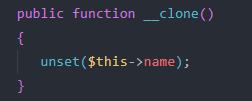 public function __clone()
{
unset($this->name);
}